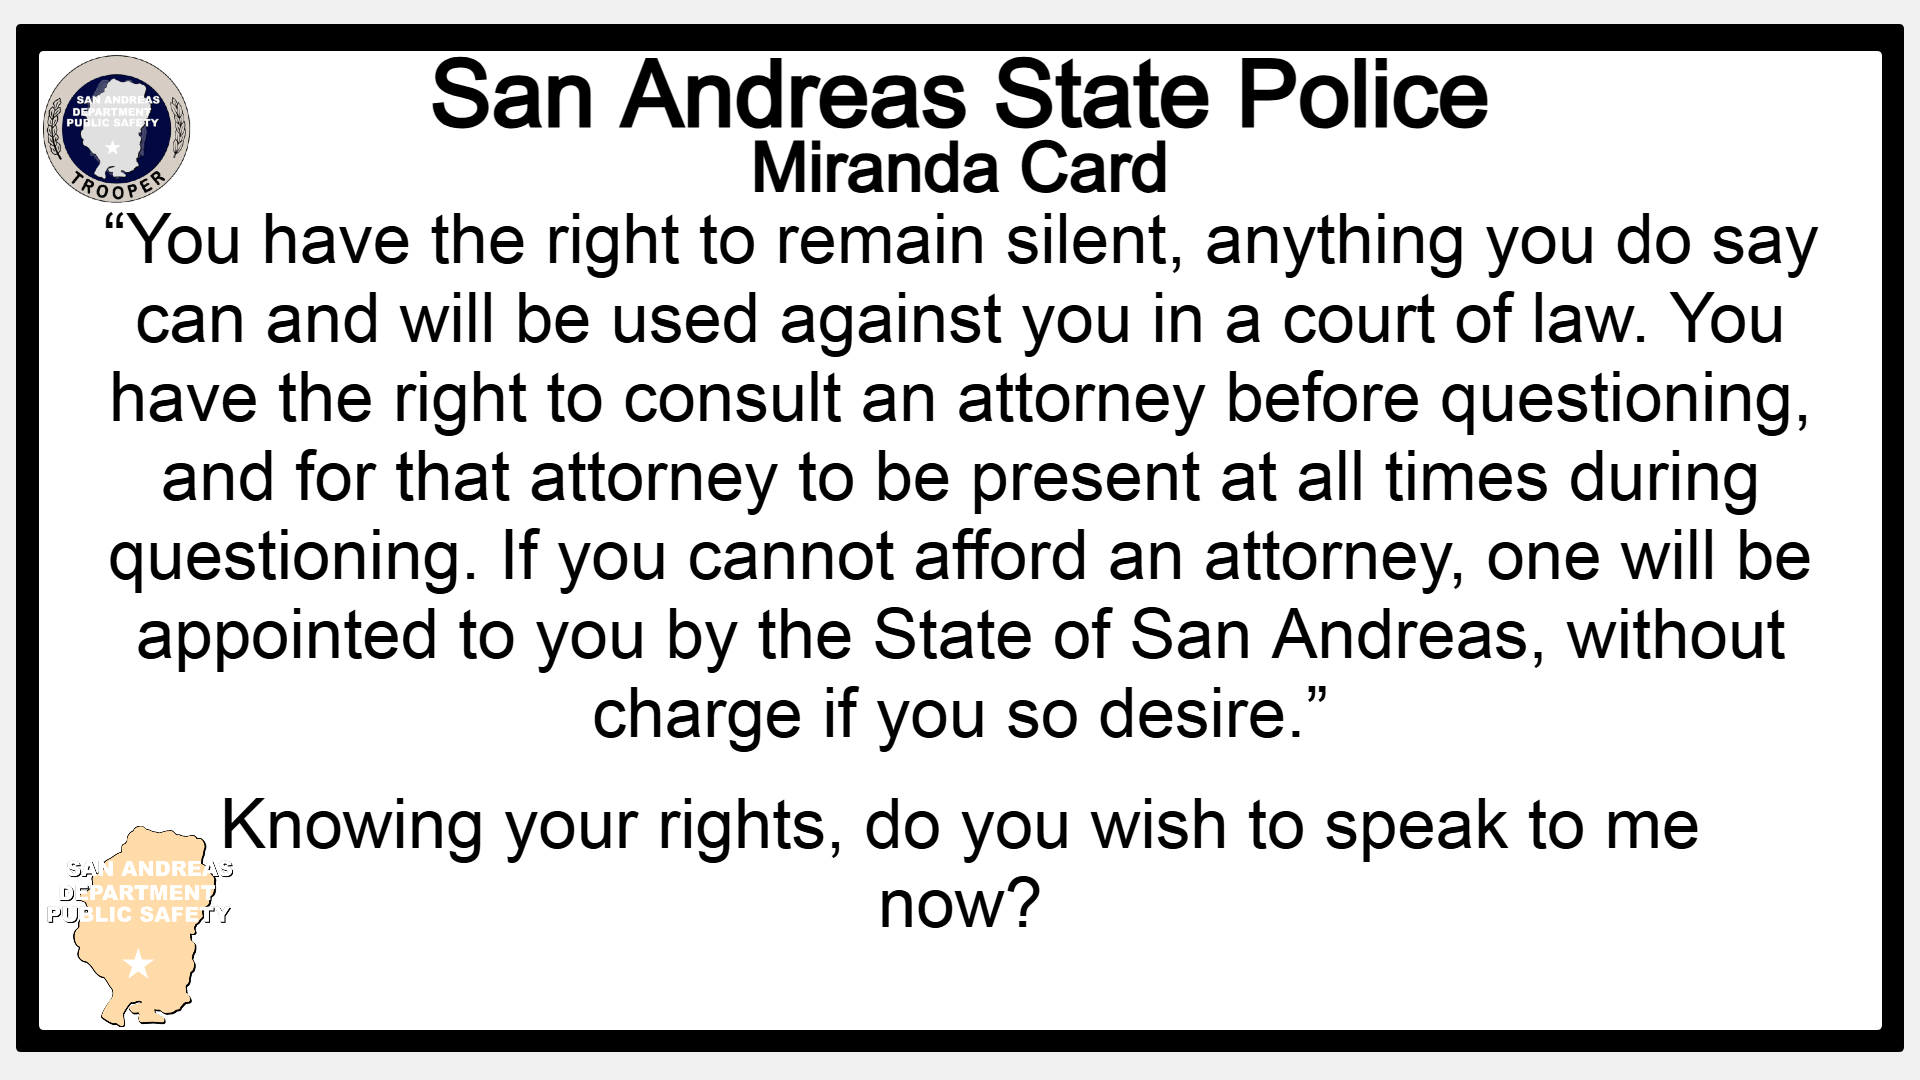 San Andreas State Police
Miranda Card
SAN ANDREAS
DEPARTMENT
PUBLIC SAFETY
TROOPER
“You have the right to remain silent, anything you do say
can and will be used against you in a court of law. You
have the right to consult an attorney before questioning,
and for that attorney to be present at all times during
questioning. If you cannot afford an attorney, one will be
appointed to you by the State of San Andreas, without
charge if you so desire.”
Knowing your rights, do you wish to speak to me
now?
SAN ANDREAS
DEPARTMENT
PUBLIC SAFETY